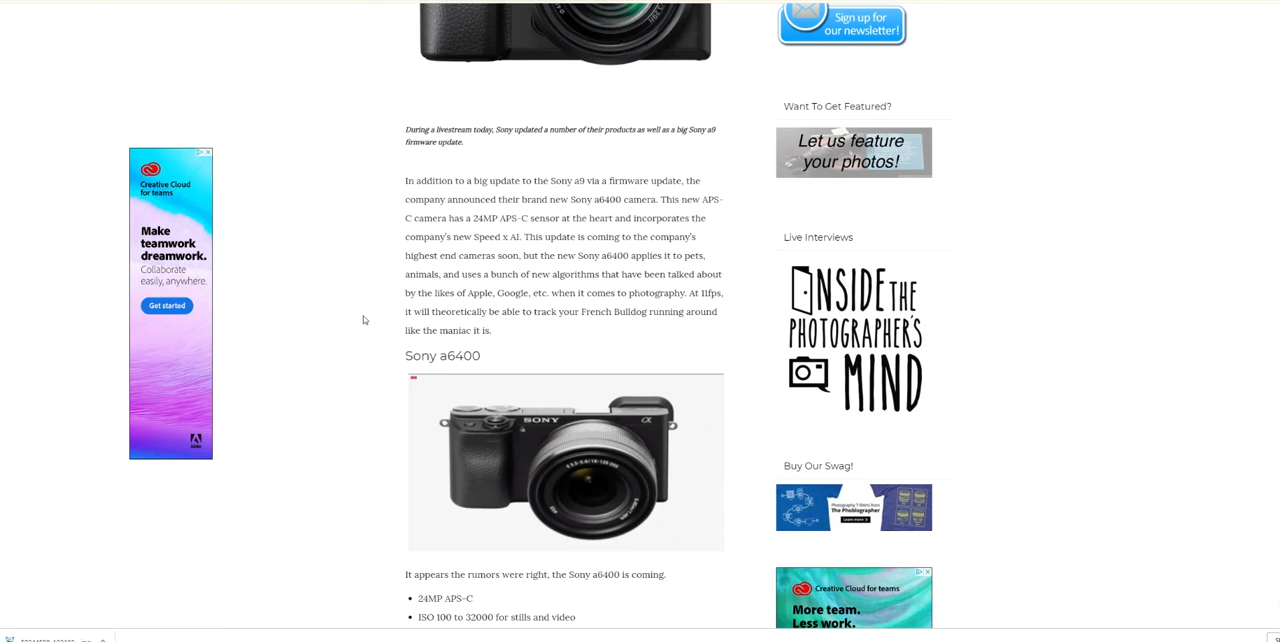 Sign up for
our newsletter!
Want To Get Featured?
Let us feature
your photos!
During a livestream today, Sony updated a number of their products as well as a big Sony a9
firmware update.
Creative Cloud
for teams
Make
teamwork
dreamwork.
Collaborate
easily, anywhere.
Get started
Adobe
In addition to a big update to the Sony a9 via a firmware update, the
company announced their brand new Sony a6400 camera. This new APS-
C camera has a 24MP APS-C sensor at the heart and incorporates the
company's new Speed x AI. This update is coming to the company's
highest end cameras soon, but the new Sony a6400 applies it to pets,
animals, and uses a bunch of new algorithms that have been talked about
by the likes of Apple, Google, etc. when it comes to photography. At 11fps,
it will theoretically be able to track your French Bulldog running around
like the maniac it is.
Sony a6400
SONY
α
Live Interviews
INSIDE THE
PHOTOGRAPHER'S
MIND
Buy Our Swag!
Photography T-Shirts from
The Phoblographer
Learn more >
It appears the rumors were right, the Sony a6400 is coming.
• 24MP APS-C
• ISO 100 to 32000 for stills and video
Creative Cloud for teams
More team.
Less work.